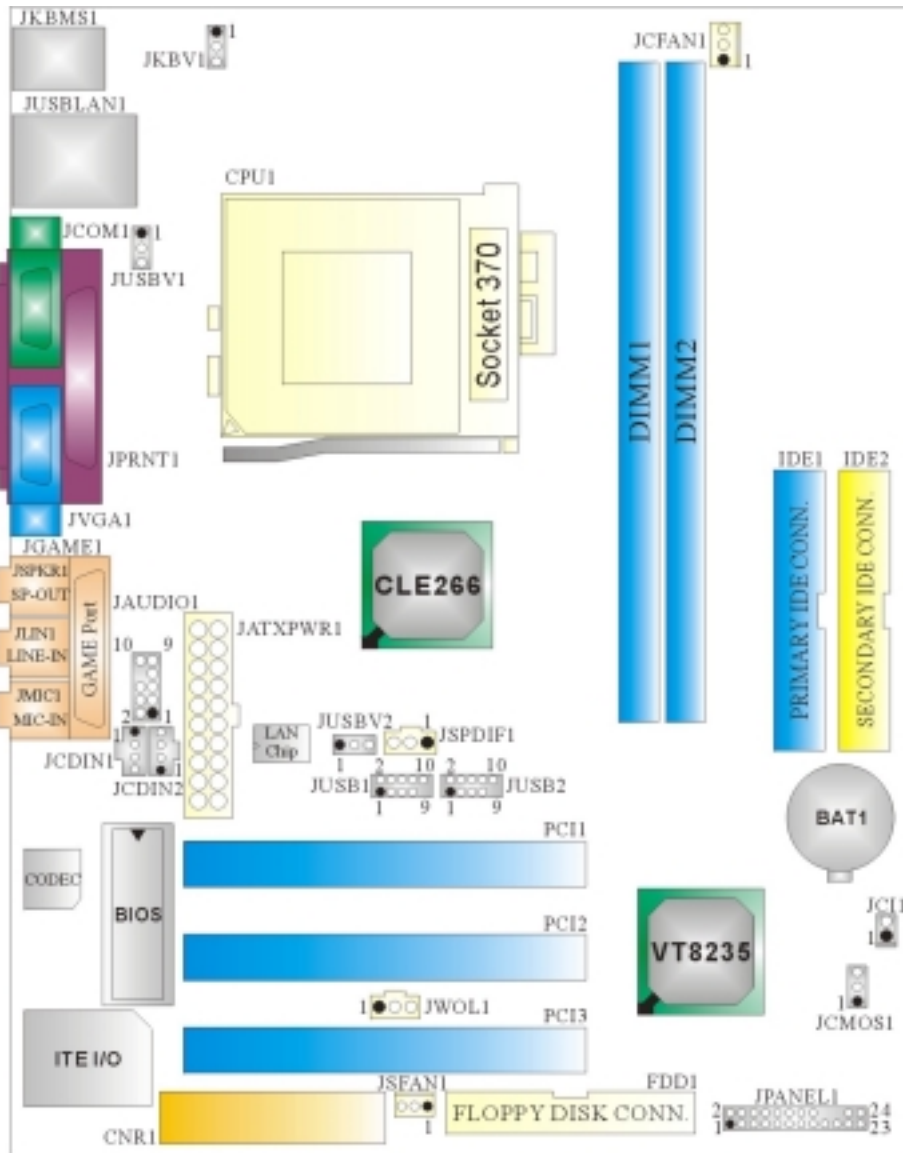 JKBMS1
JKBV1
1
JCFAN1
1
JUSBLAN1
CPU1
JCOM1
1
JUSBV1
Socket 370
DIMM1
DIMM2
JPRNT1
IDE1
IDE2
PRIMARY IDE CONN.
SECONDARY IDE CONN.
JVGA1
JGAME1
JSPKR1
SP-OUT
JLIN1
LINE-IN
JMIC1
MIC-IN
GAME Port
JAUDIO1
10
9
2
1
JATXPWR1
CLE266
JCDIN1
1
JCDIN2
1
LAN
Chip
JUSBV2
1
JSPDIF1
1
JUSB1
2
10
1
9
JUSB2
2
10
1
9
BAT1
PCI1
CODEC
BIOS
PCI2
VT8235
JCI1
1
1
JCMOS1
1
JWOL1
PCI3
ITE I/O
JSFAN1
1
FDD1
FLOPPY DISK CONN.
JPANEL1
2
24
1
23
CNR1